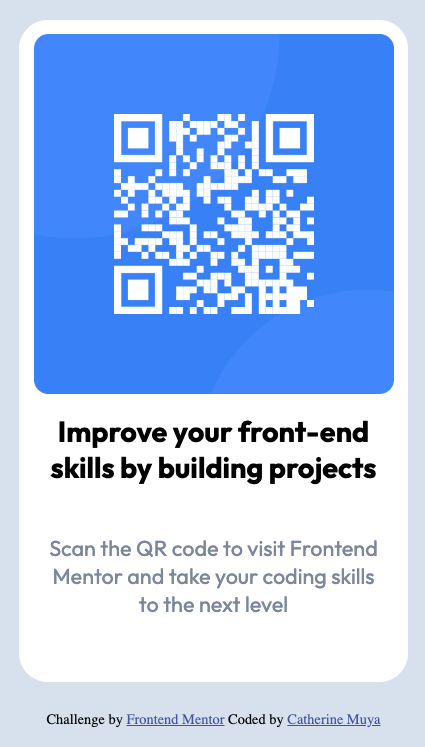 Improve your front-end
skills by building projects
Scan the QR code to visit Frontend
Mentor and take your coding skills
to the next level
Challenge by Frontend Mentor Coded by Catherine Muya